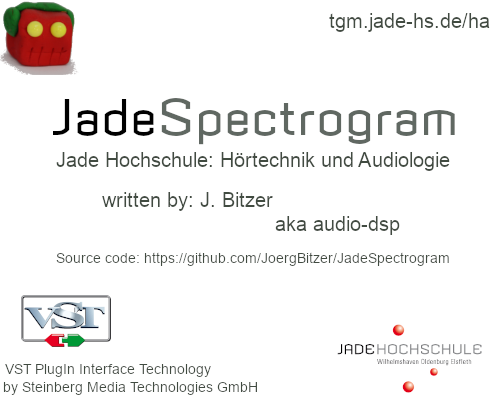 tgm.jade-hs.de/ha
JadeSpectrogram
Jade Hochschule: Hörtechnik und Audiologie
written by: J. Bitzer
aka audio-dsp
Source code: https://github.com/JoergBitzer/JadeSpectrogram
VST
VST PlugIn Interface Technology
by Steinberg Media Technologies GmbH
JADEHOCHSCHULE
Wilhelmshaven Oldenburg Elsfleth